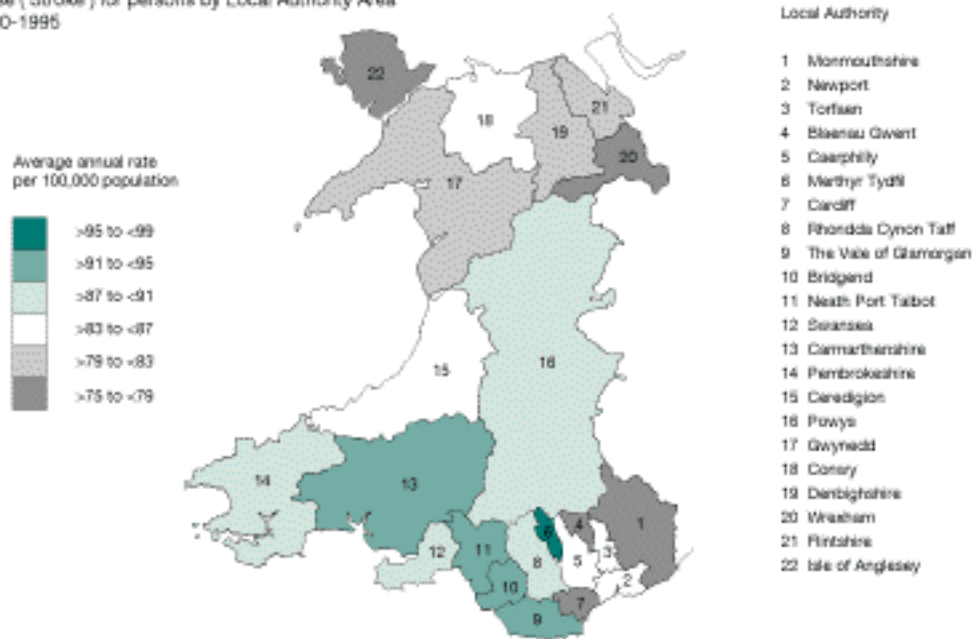 for persons by Local Authority Area
0-1995
Average annual rate
per 100,000 population
>95 to <99
>91 to <95
>87 to <91
>83 to <87
>79 to <83
>75 to <79
22
18
21
19
20
17
16
15
14
13
12
11
10
9
8
6
4
5
3
1
2
7
Local Authority
1 Monmouthshire
2 Newport
3 Torfaen
4 Blaenau Gwent
5 Caerphilly
6 Merthyr Tydfil
7 Cardiff
8 Rhondda Cynon Taff
9 The Vale of Glamorgan
10 Bridgend
11 Neath Port Talbot
12 Swansea
13 Carmarthenshire
14 Pembrokeshire
15 Ceredigion
16 Powys
17 Gwynedd
18 Conwy
19 Denbighshire
20 Wrexham
21 Flintshire
22 Isle of Anglesey